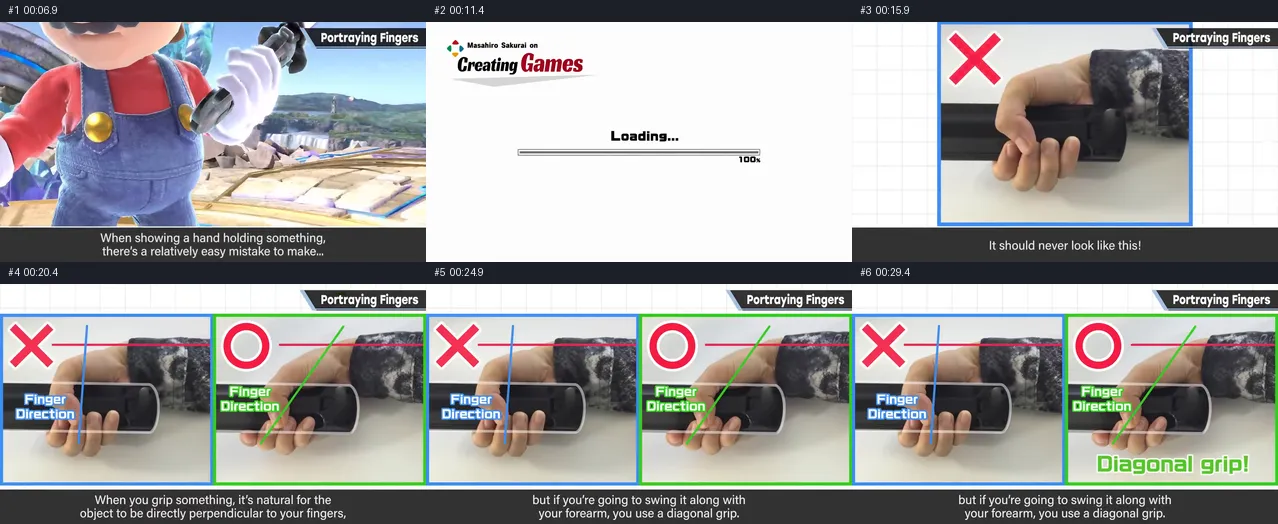 #1 00:06.9
Portraying Fingers
When showing a hand holding something,
there's a relatively easy mistake to make...
#2 00:11.4
Masahiro Sakurai on
Creating Games
Loading...
100%
#3 00:15.9
Portraying Fingers
It should never look like this!
#4 00:20.4
Portraying Fingers
Finger
Direction
Finger
Direction
When you grip something, it's natural for the
object to be directly perpendicular to your fingers,
#5 00:24.9
Portraying Fingers
Finger
Direction
Finger
Direction
but if you're going to swing it along with
your forearm, you use a diagonal grip.
#6 00:29.4
Portraying Fingers
Finger
Direction
Finger
Direction
Diagonal grip!
but if you're going to swing it along with
your forearm, you use a diagonal grip.